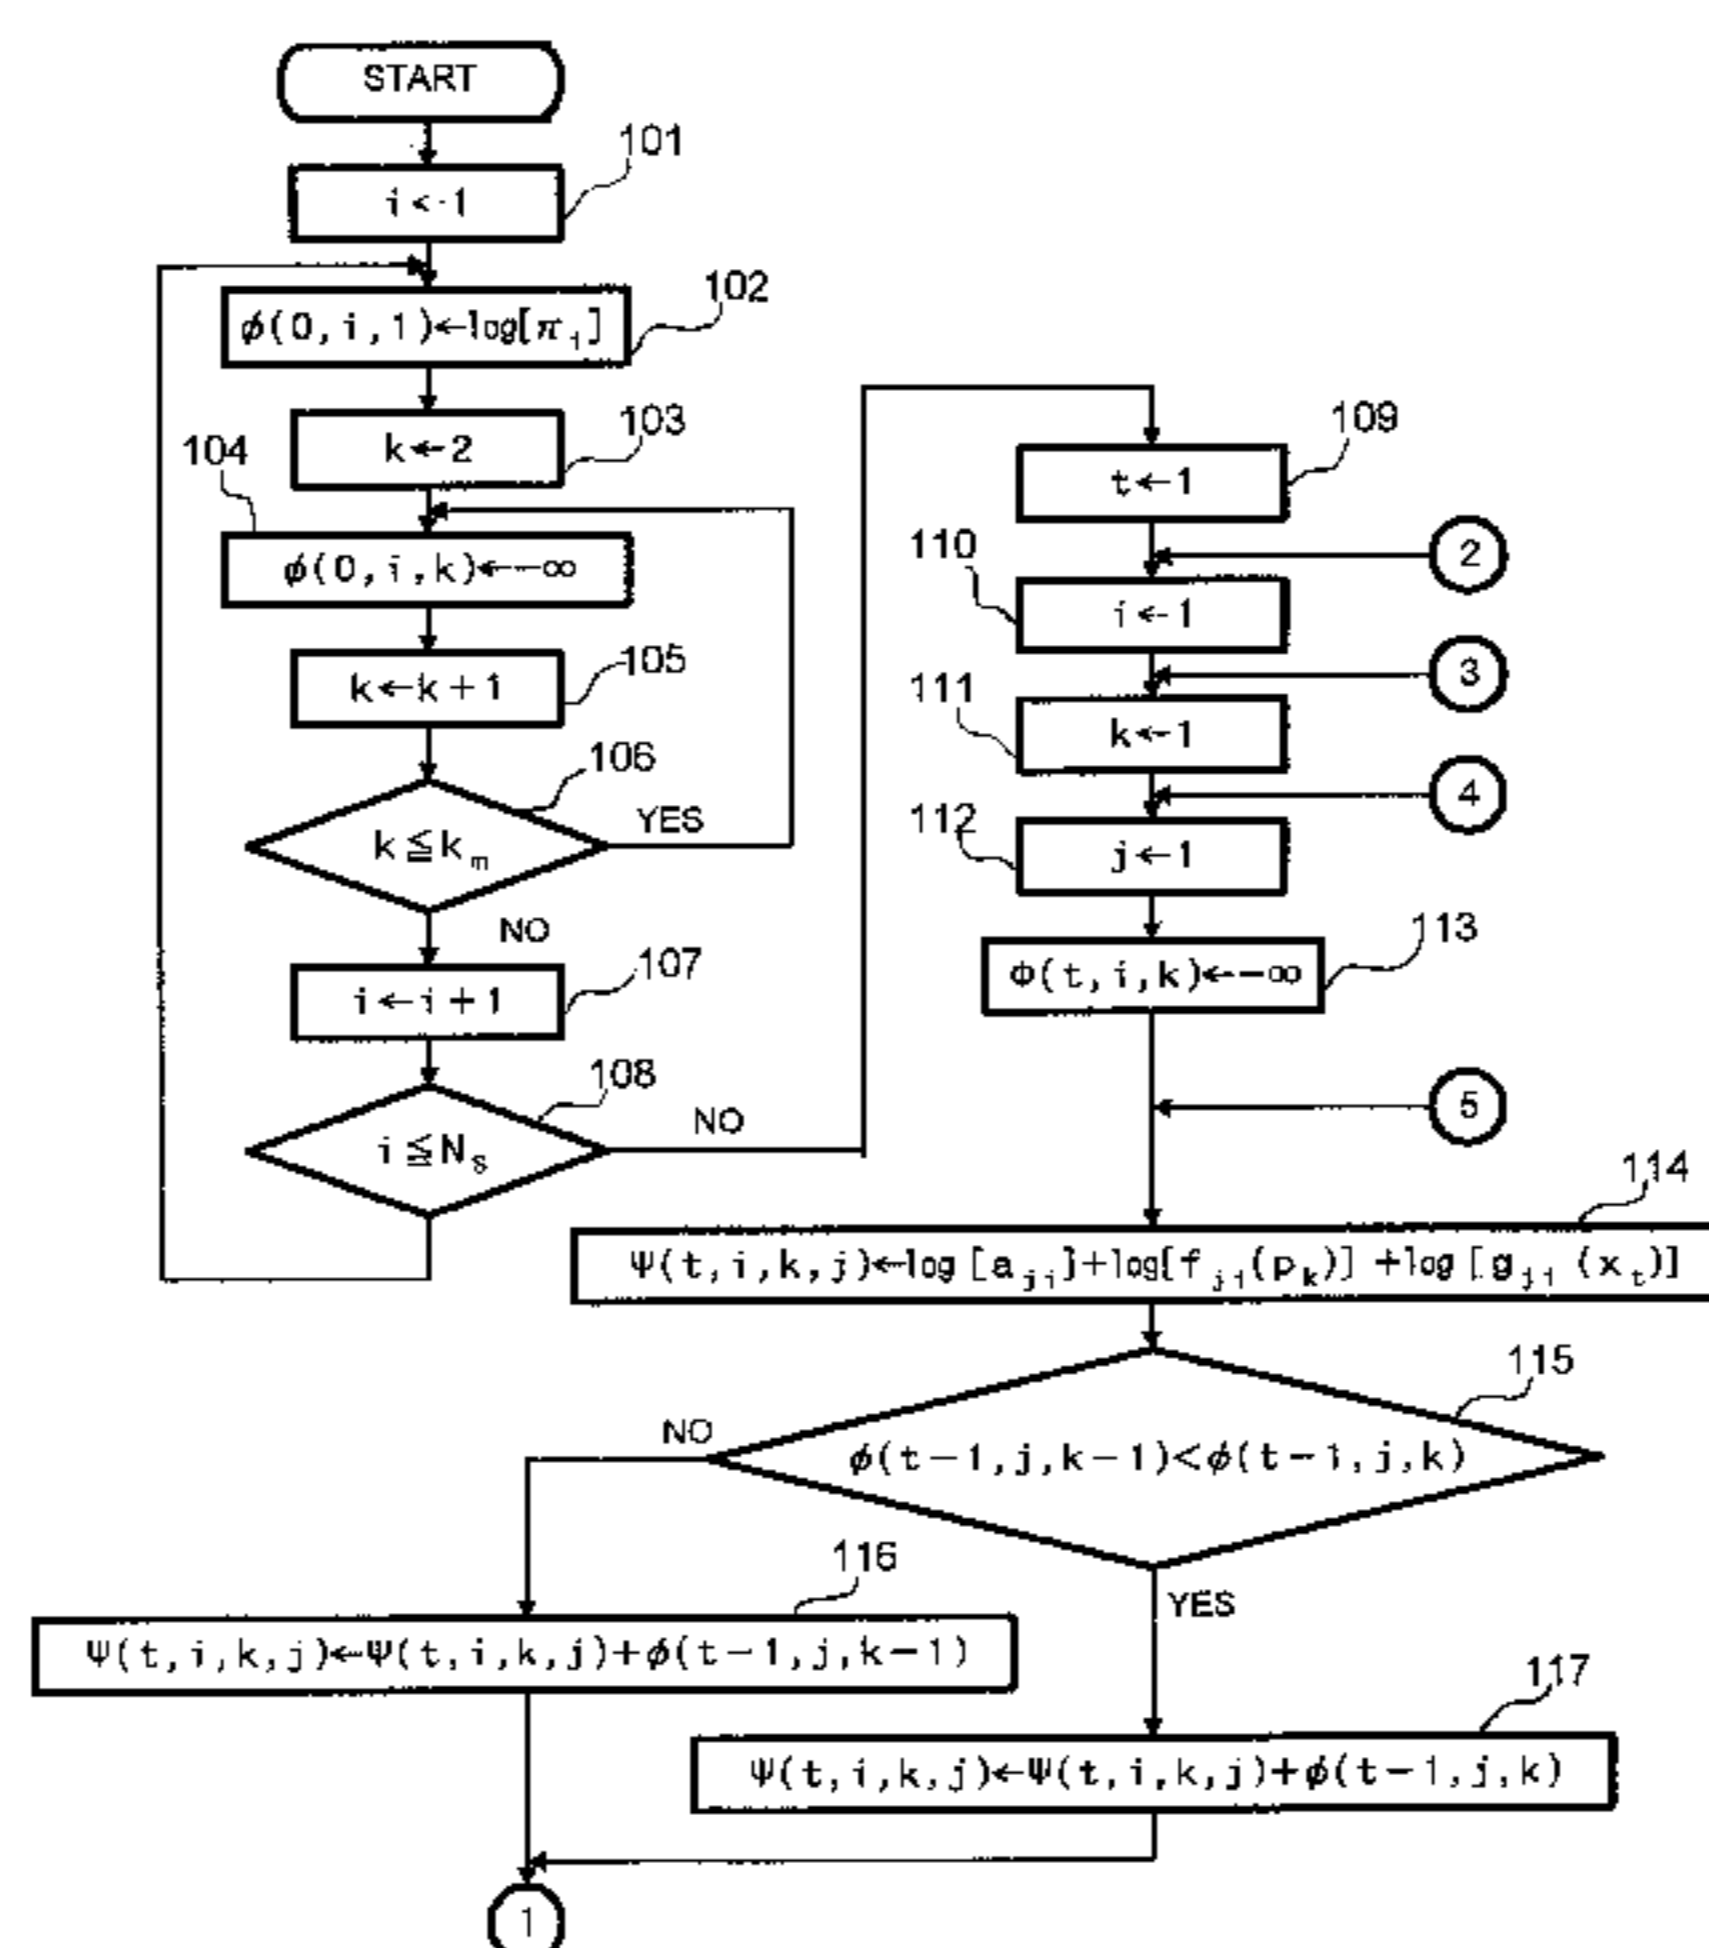 START
101
i←1
102
φ(0,i,1)←log[π_i]
103
k←2
104
φ(0,i,k)←-∞
105
k←k+1
106
k≦k_m
YES
NO
107
i←i+1
108
i≦N_s
NO
109
t←1
2
110
i←1
3
111
k←1
4
112
j←1
113
Φ(t,i,k)←-∞
5
114
Ψ(t,i,k,j)←log[a_ji]+log[f_ji(p_k)]+log[g_ji(x_t)]
115
φ(t-1,j,k-1)<φ(t-1,j,k)
NO
YES
116
Ψ(t,i,k,j)←Ψ(t,i,k,j)+φ(t-1,j,k-1)
117
Ψ(t,i,k,j)←Ψ(t,i,k,j)+φ(t-1,j,k)
1